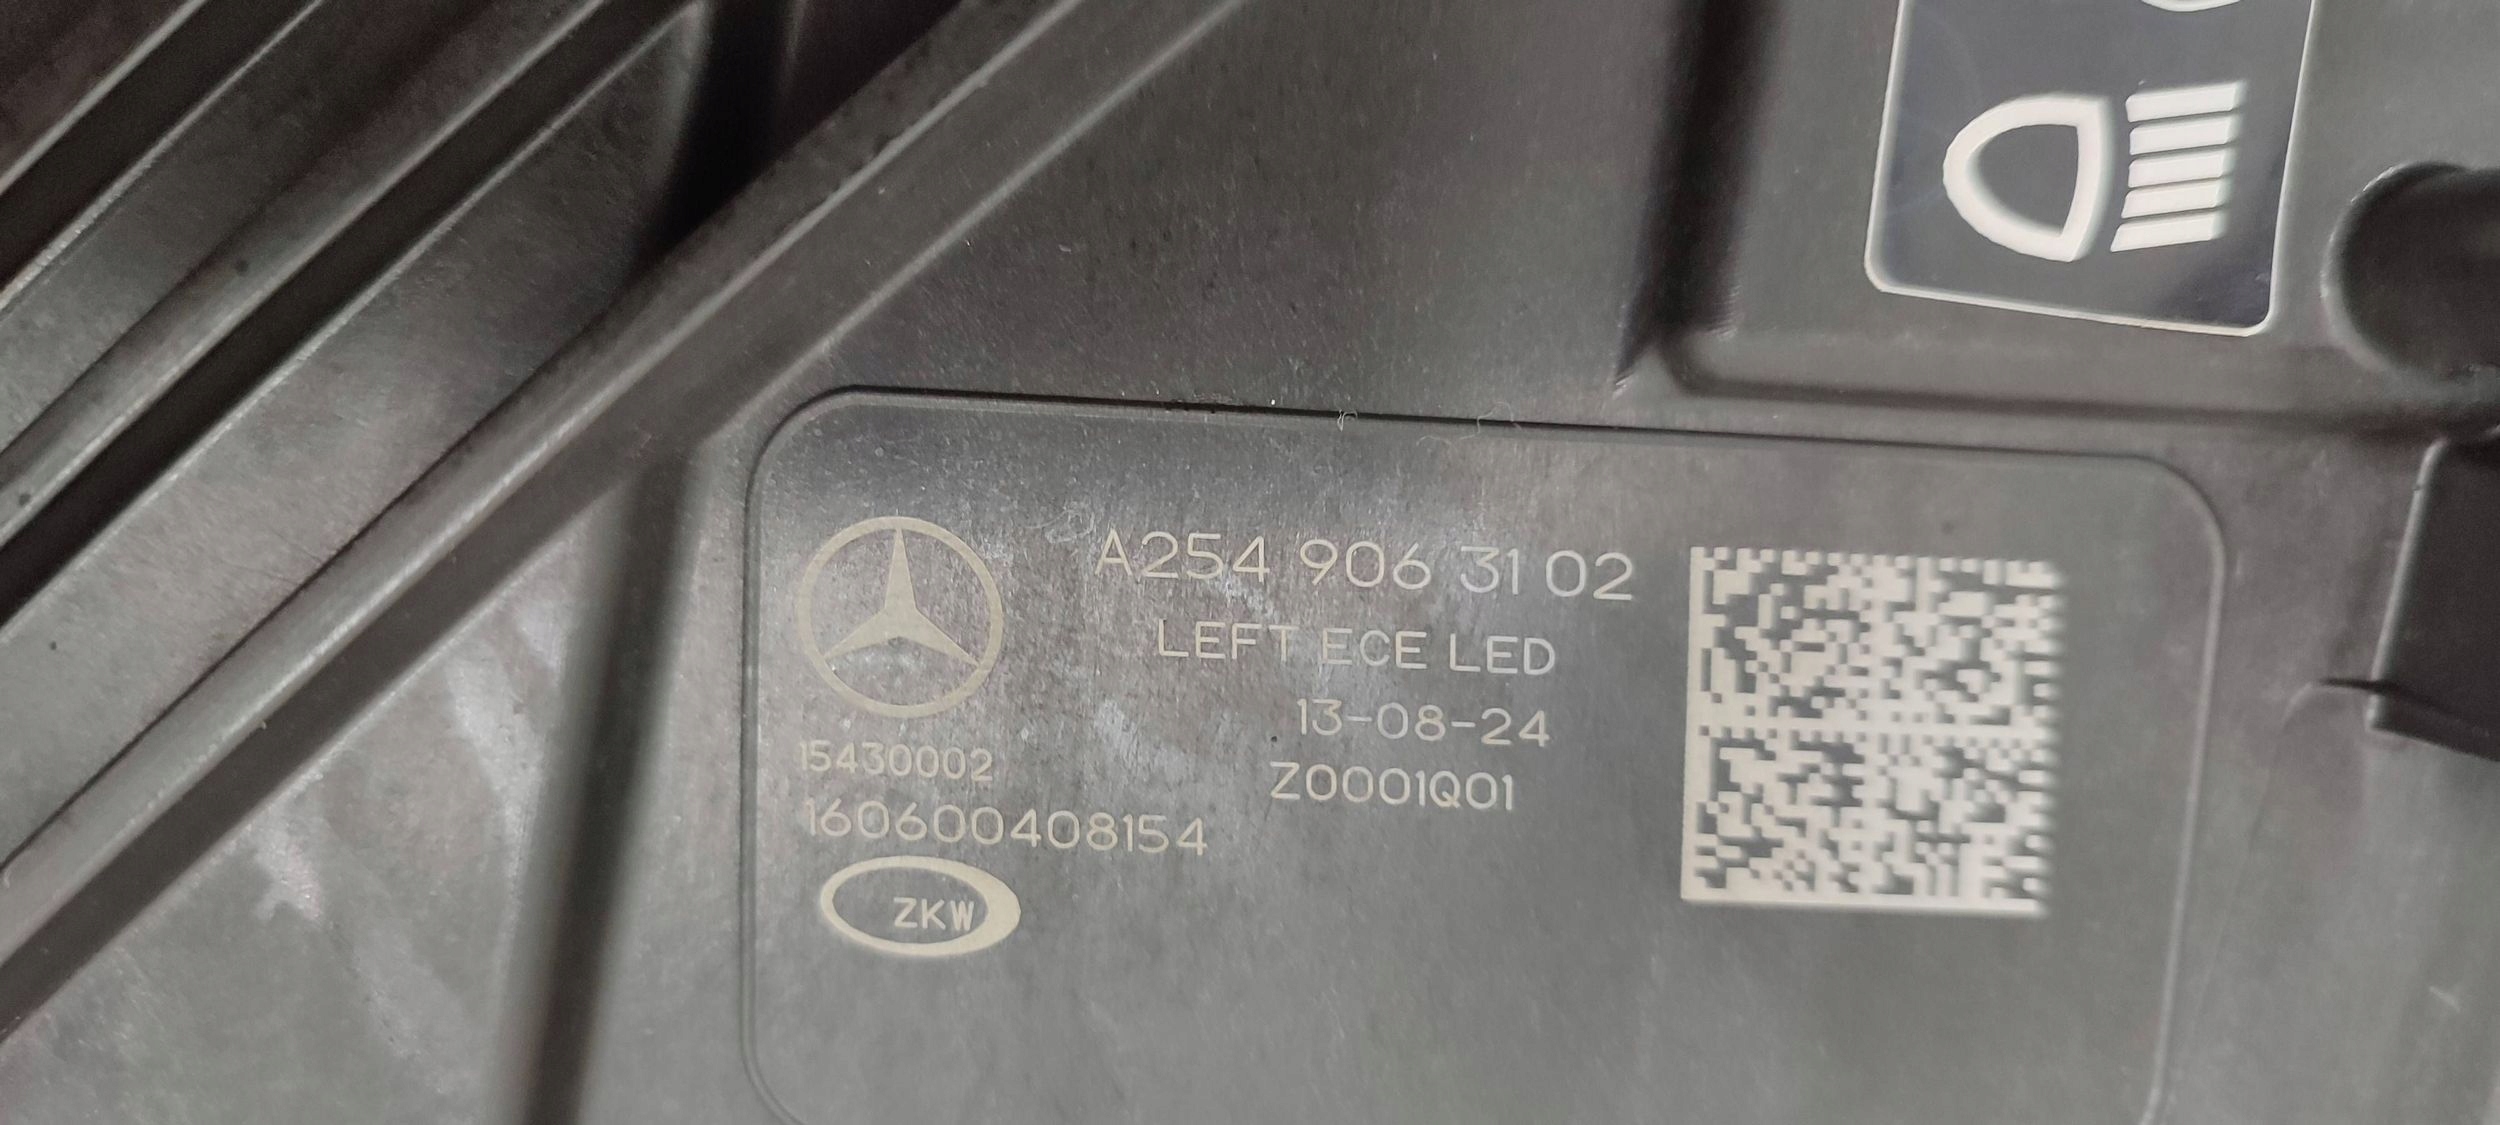 A254 906 31 02
LEFT ECE LED
13-08-24
15430002
Z0001Q01
160600408154
ZKW